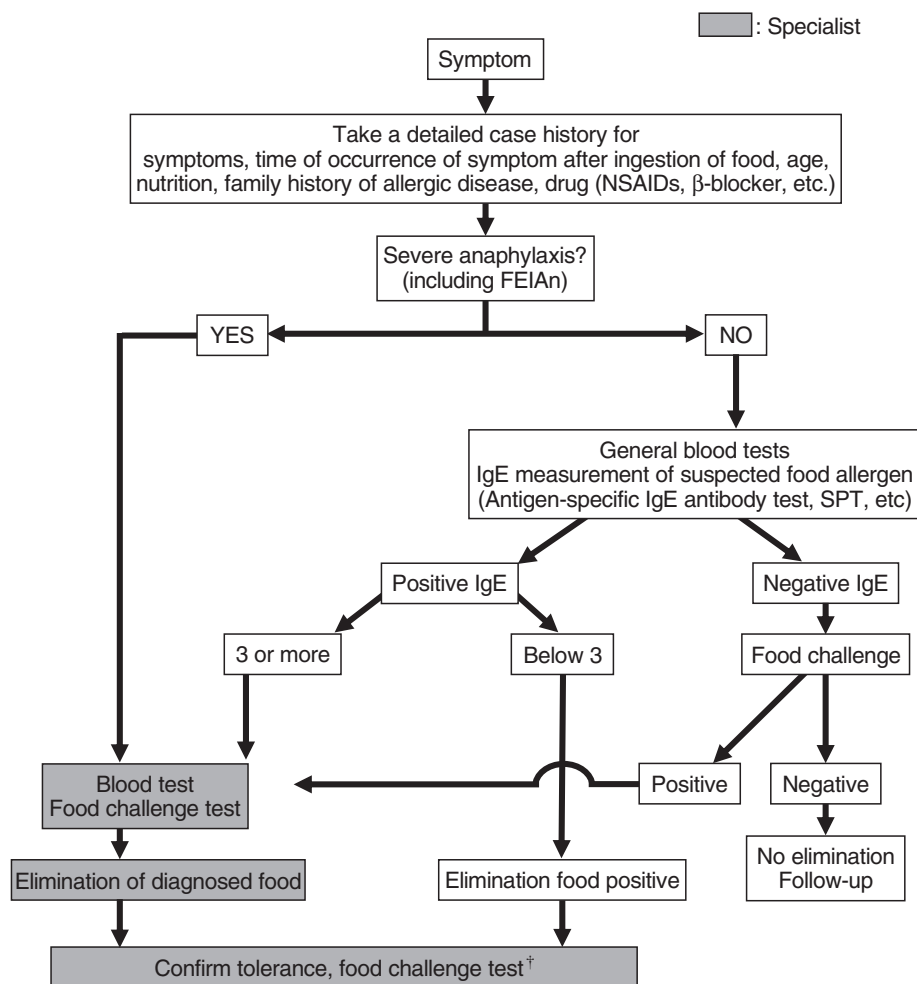 : Specialist
Symptom
Take a detailed case history for
symptoms, time of occurrence of symptom after ingestion of food, age,
nutrition, family history of allergic disease, drug (NSAIDs, β-blocker, etc.)
Severe anaphylaxis?
(including FEIAn)
YES
NO
General blood tests
IgE measurement of suspected food allergen
(Antigen-specific IgE antibody test, SPT, etc)
Positive IgE
Negative IgE
3 or more
Below 3
Food challenge
Blood test
Food challenge test
Positive
Negative
Elimination of diagnosed food
Elimination food positive
No elimination
Follow-up
Confirm tolerance, food challenge test†